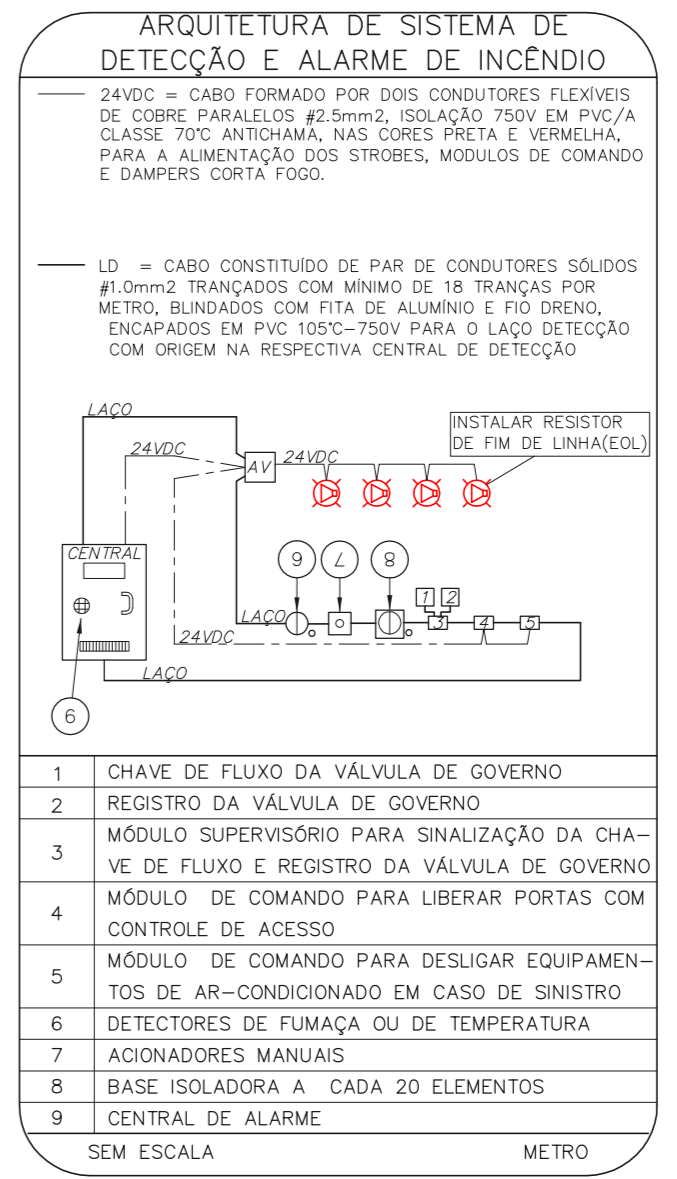 ARQUITETURA DE SISTEMA DE
DETECÇÃO E ALARME DE INCÊNDIO
24VDC = CABO FORMADO POR DOIS CONDUTORES FLEXÍVEIS
DE COBRE PARALELOS #2.5mm2, ISOLAÇÃO 750V EM PVC/A
CLASSE 70°C ANTICHAMA, NAS CORES PRETA E VERMELHA,
PARA A ALIMENTAÇÃO DOS STROBES, MODULOS DE COMANDO
E DAMPERS CORTA FOGO.
LD = CABO CONSTITUÍDO DE PAR DE CONDUTORES SÓLIDOS
#1.0mm2 TRANÇADOS COM MÍNIMO DE 18 TRANÇAS POR
METRO, BLINDADOS COM FITA DE ALUMÍNIO E FIO DRENO,
ENCAPADOS EM PVC 105°C-750V PARA O LAÇO DETECÇÃO
COM ORIGEM NA RESPECTIVA CENTRAL DE DETECÇÃO
LAÇO
INSTALAR RESISTOR
DE FIM DE LINHA(EOL)
24VDC
AV
24VDC
CENTRAL
6
7
8
1
2
LAÇO
3
4
5
24VDC
LAÇO
9
1 CHAVE DE FLUXO DA VÁLVULA DE GOVERNO
2 REGISTRO DA VÁLVULA DE GOVERNO
3 MÓDULO SUPERVISÓRIO PARA SINALIZAÇÃO DA CHA-
VE DE FLUXO E REGISTRO DA VÁLVULA DE GOVERNO
4 MÓDULO DE COMANDO PARA LIBERAR PORTAS COM
CONTROLE DE ACESSO
5 MÓDULO DE COMANDO PARA DESLIGAR EQUIPAMEN-
TOS DE AR-CONDICIONADO EM CASO DE SINISTRO
6 DETECTORES DE FUMAÇA OU DE TEMPERATURA
7 ACIONADORES MANUAIS
8 BASE ISOLADORA A CADA 20 ELEMENTOS
9 CENTRAL DE ALARME
SEM ESCALA METRO